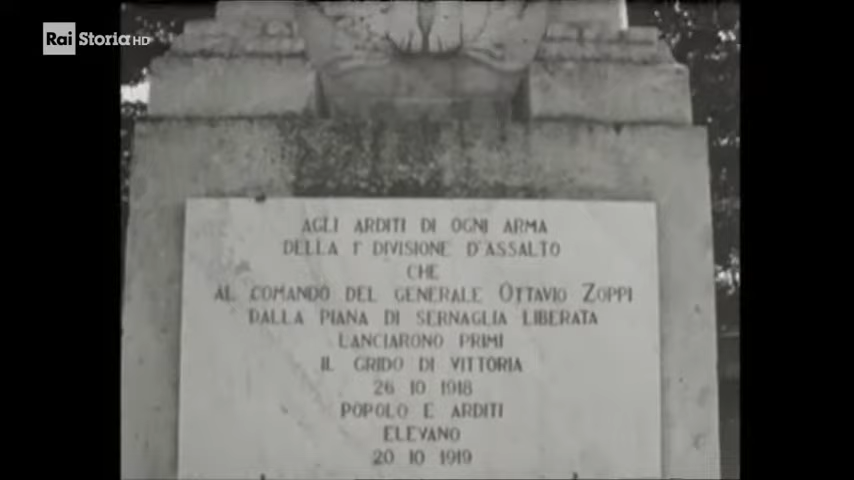 Rai Storia HD
AGLI ARDITI DI OGNI ARMA
DELLA 1ª DIVISIONE D'ASSALTO
CHE
AL COMANDO DEL GENERALE OTTAVIO ZOPPI
DALLA PIANA DI SERNAGLIA LIBERATA
LANCIARONO PRIMI
IL GRIDO DI VITTORIA
26 10 1918
POPOLO E ARDITI
ELEVANO
20 10 1919